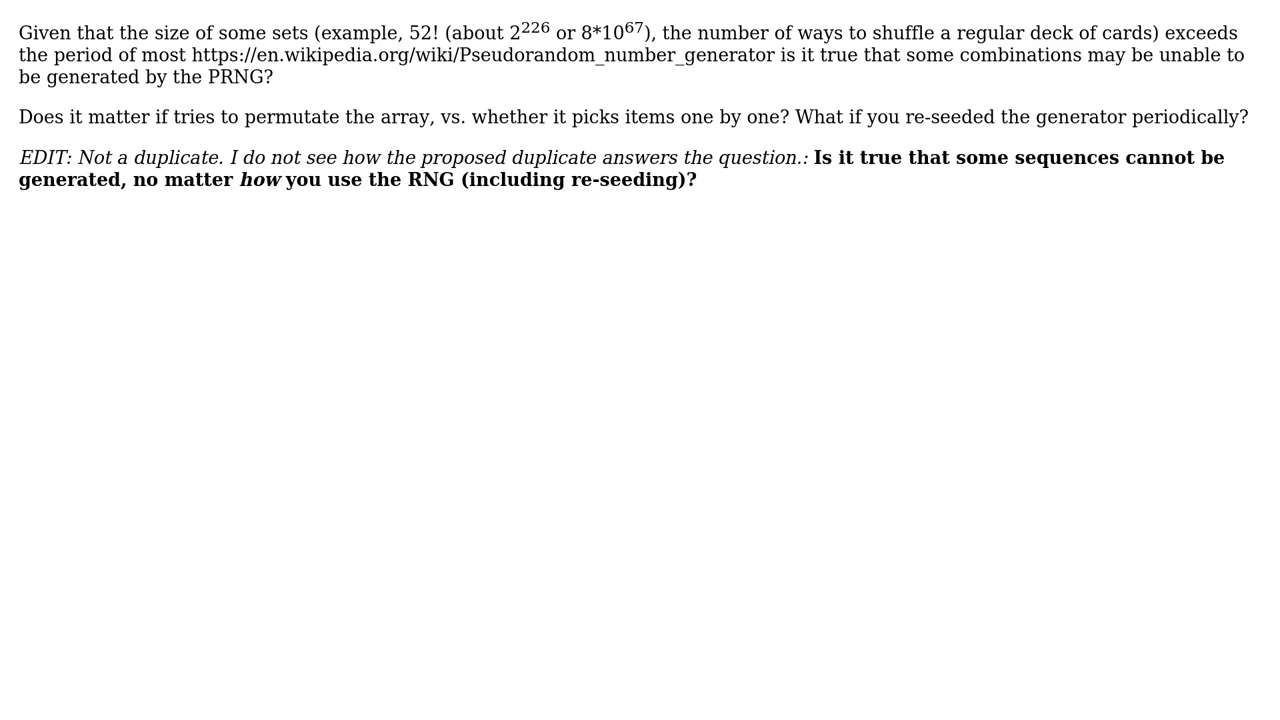 Given that the size of some sets (example, 52! (about 2^226 or 8*10^67), the number of ways to shuffle a regular deck of cards) exceeds
the period of most https://en.wikipedia.org/wiki/Pseudorandom_number_generator is it true that some combinations may be unable to
be generated by the PRNG?
Does it matter if tries to permutate the array, vs. whether it picks items one by one? What if you re-seeded the generator periodically?
EDIT: Not a duplicate. I do not see how the proposed duplicate answers the question.: Is it true that some sequences cannot be
generated, no matter how you use the RNG (including re-seeding)?